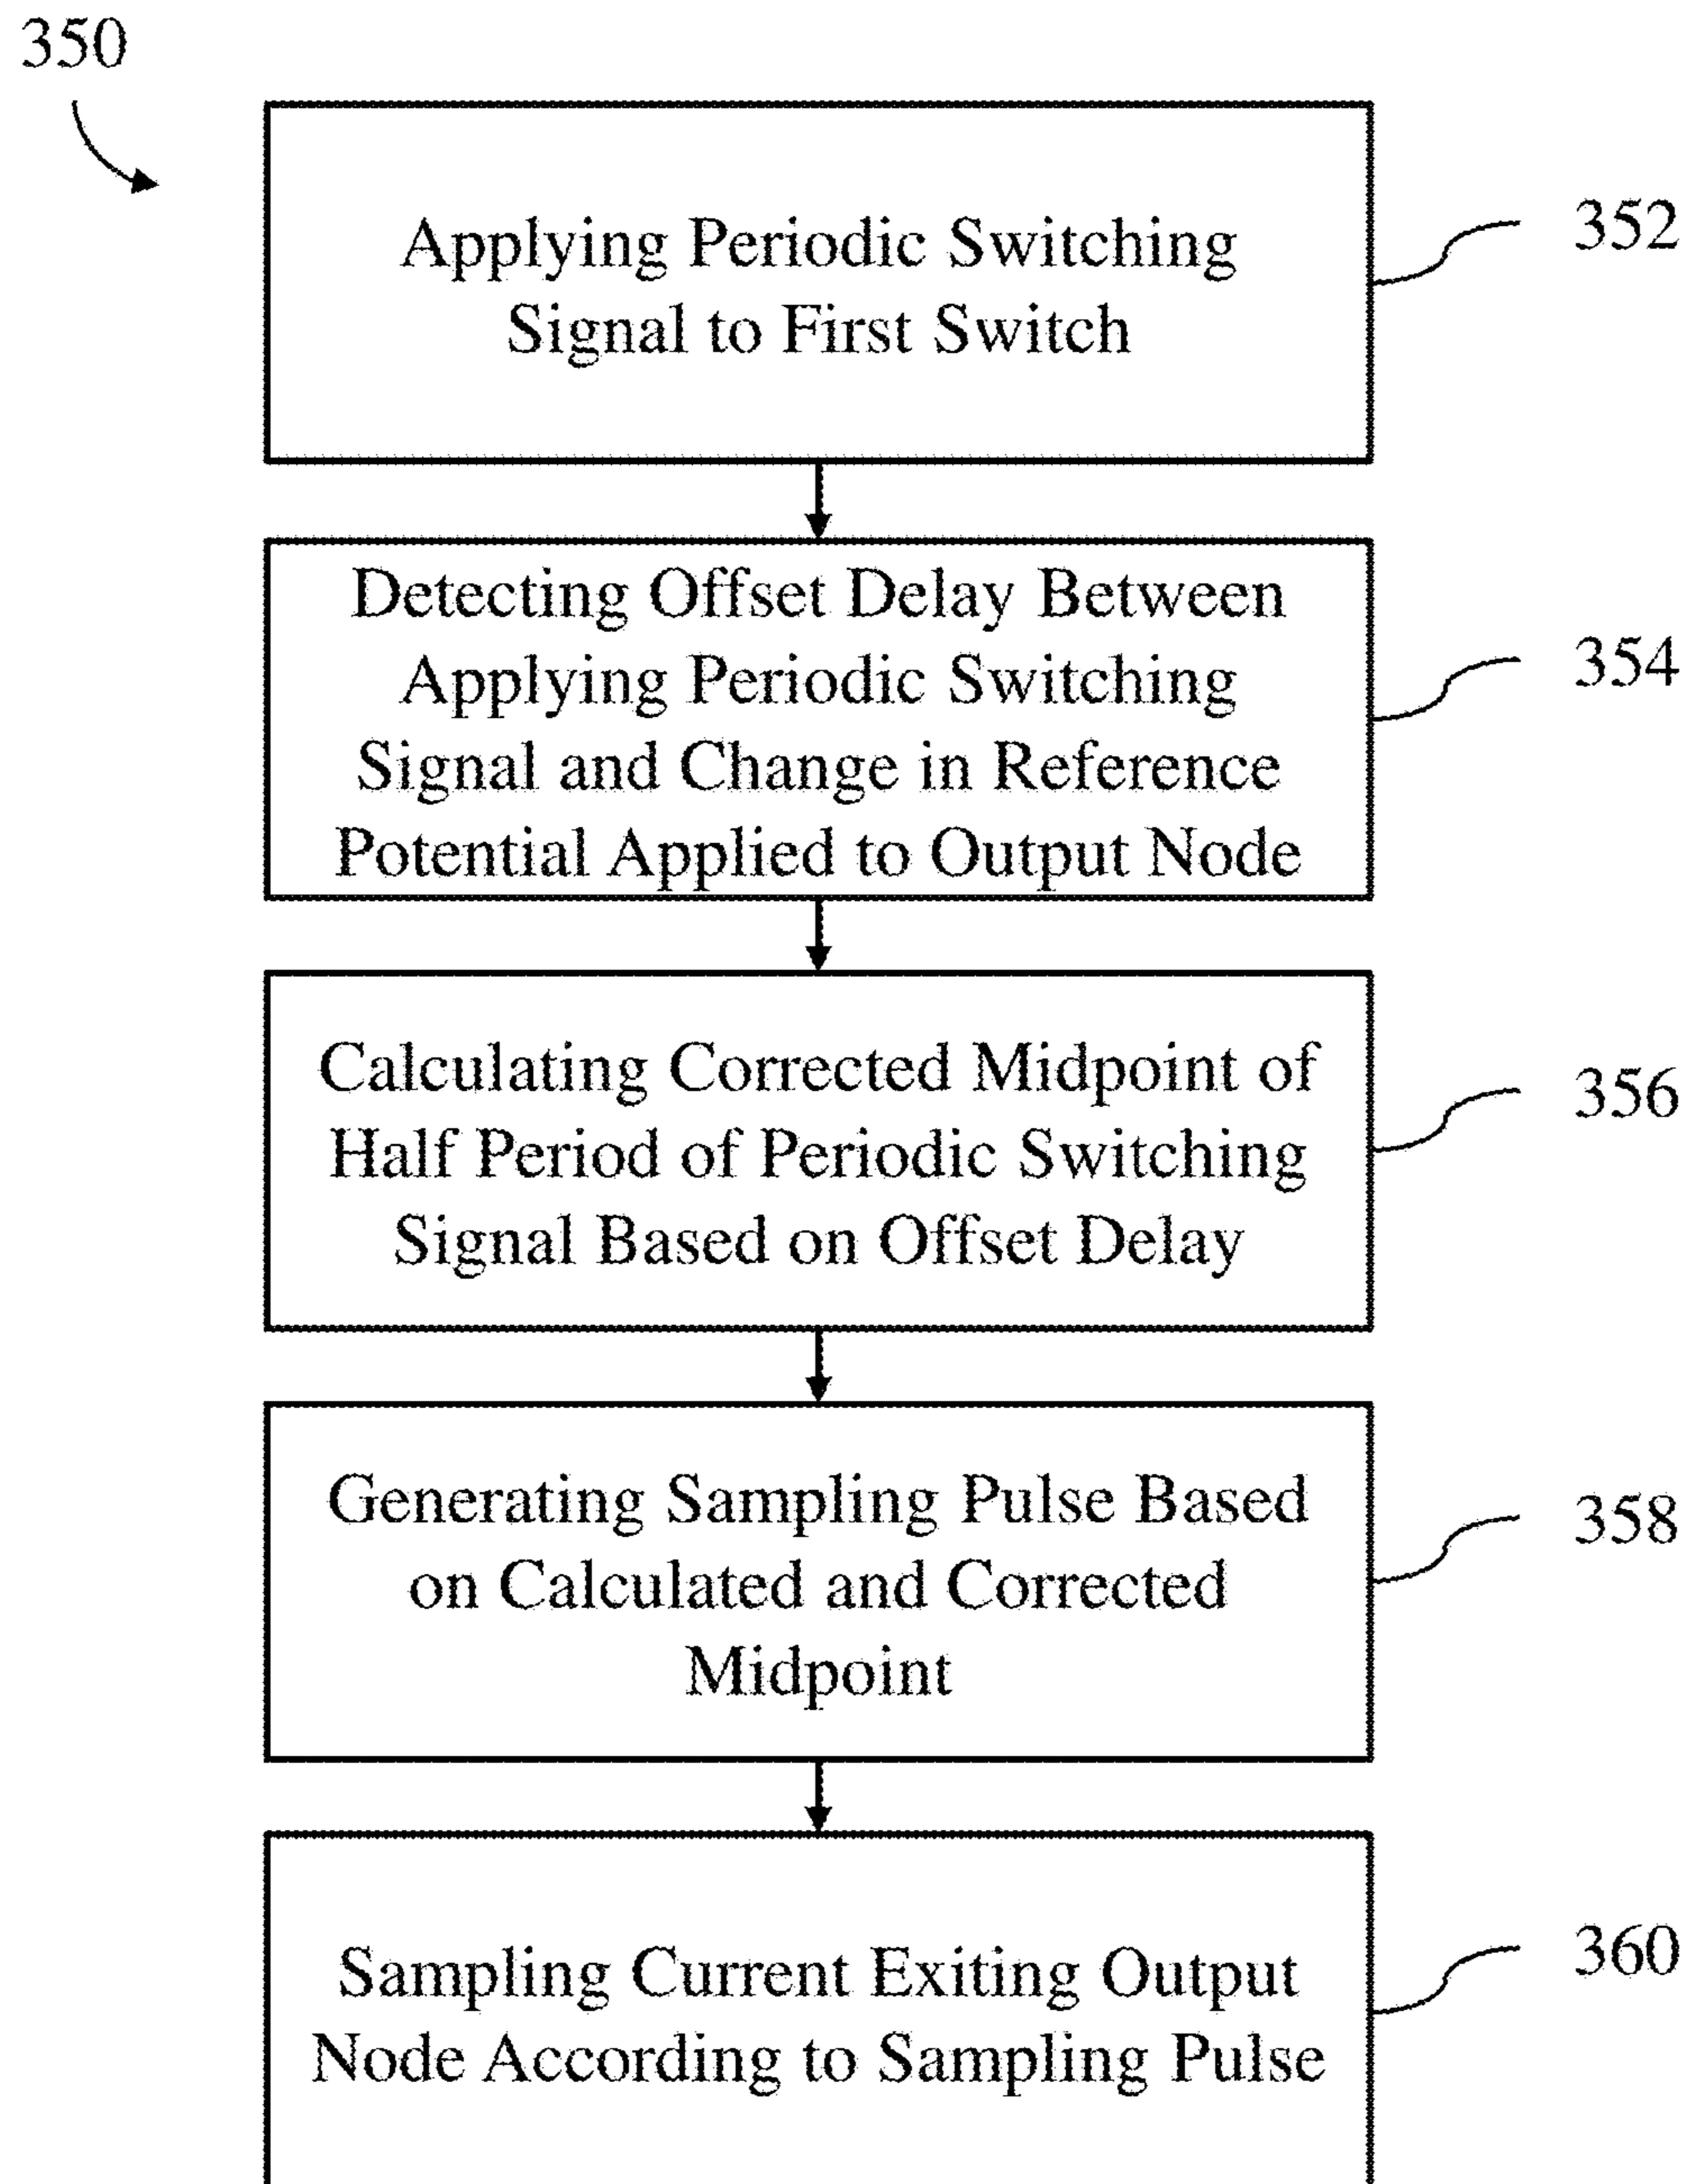 350
Applying Periodic Switching
Signal to First Switch
352
Detecting Offset Delay Between
Applying Periodic Switching
Signal and Change in Reference
Potential Applied to Output Node
354
Calculating Corrected Midpoint of
Half Period of Periodic Switching
Signal Based on Offset Delay
356
Generating Sampling Pulse Based
on Calculated and Corrected
Midpoint
358
Sampling Current Exiting Output
Node According to Sampling Pulse
360